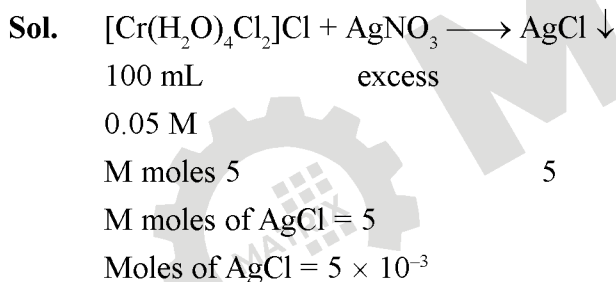 Sol. [Cr(H₂O)₄Cl₂]Cl + AgNO₃ ⟶ AgCl ↓
100 mL excess
0.05 M
M moles 5 5
M moles of AgCl = 5
Moles of AgCl = 5 × 10⁻³
MATRIX